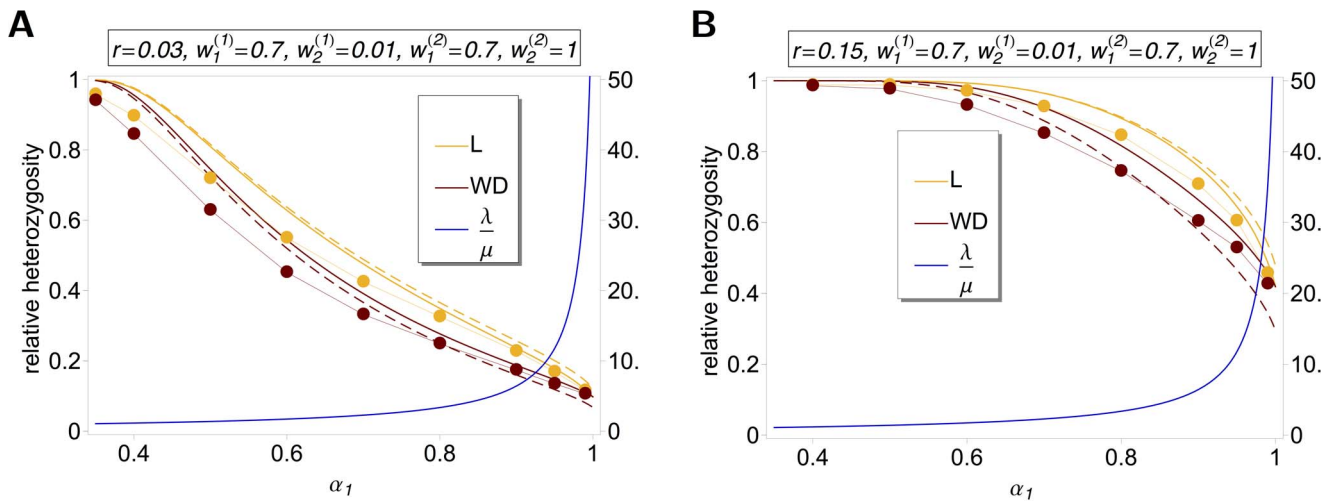 A
r=0.03, w₁⁽¹⁾=0.7, w₂⁽¹⁾=0.01, w₁⁽²⁾=0.7, w₂⁽²⁾=1
relative heterozygosity
1
0.8
0.6
0.4
0.2
0
50
40.
30.
20.
10.
0
L
WD
λ/μ
0.4
0.6
0.8
1
α₁
B
r=0.15, w₁⁽¹⁾=0.7, w₂⁽¹⁾=0.01, w₁⁽²⁾=0.7, w₂⁽²⁾=1
relative heterozygosity
1
0.8
0.6
0.4
0.2
0
50
40.
30.
20.
10.
0
L
WD
λ/μ
0.4
0.6
0.8
1
α₁